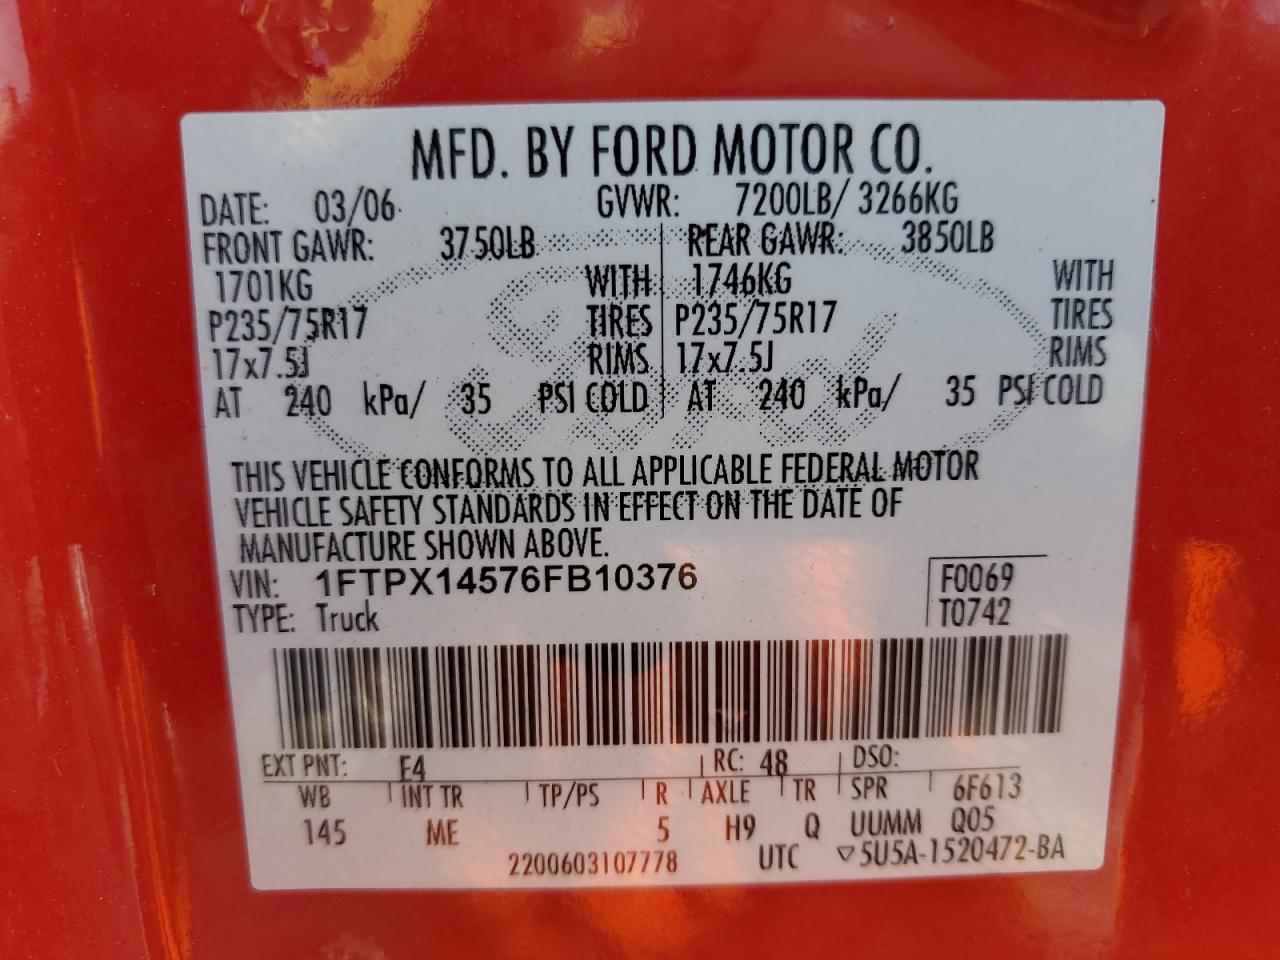 MFD. BY FORD MOTOR CO.
DATE: 03/06 GVWR: 7200LB/ 3266KG
FRONT GAWR: 3750LB REAR GAWR: 3850LB
1701KG WITH 1746KG WITH
P235/75R17 TIRES P235/75R17 TIRES
17x7.5J RIMS 17x7.5J RIMS
AT 240 kPa/ 35 PSI COLD AT 240 kPa/ 35 PSI COLD
Ford
THIS VEHICLE CONFORMS TO ALL APPLICABLE FEDERAL MOTOR
VEHICLE SAFETY STANDARDS IN EFFECT ON THE DATE OF
MANUFACTURE SHOWN ABOVE.
VIN: 1FTPX14576FB10376 F0069
TYPE: Truck T0742
EXT PNT: E4 RC: 48 DSO:
WB INT TR TP/PS R AXLE TR SPR 6F613
145 ME 5 H9 Q UUMM Q05
2200603107778 UTC ▽5U5A-1520472-BA